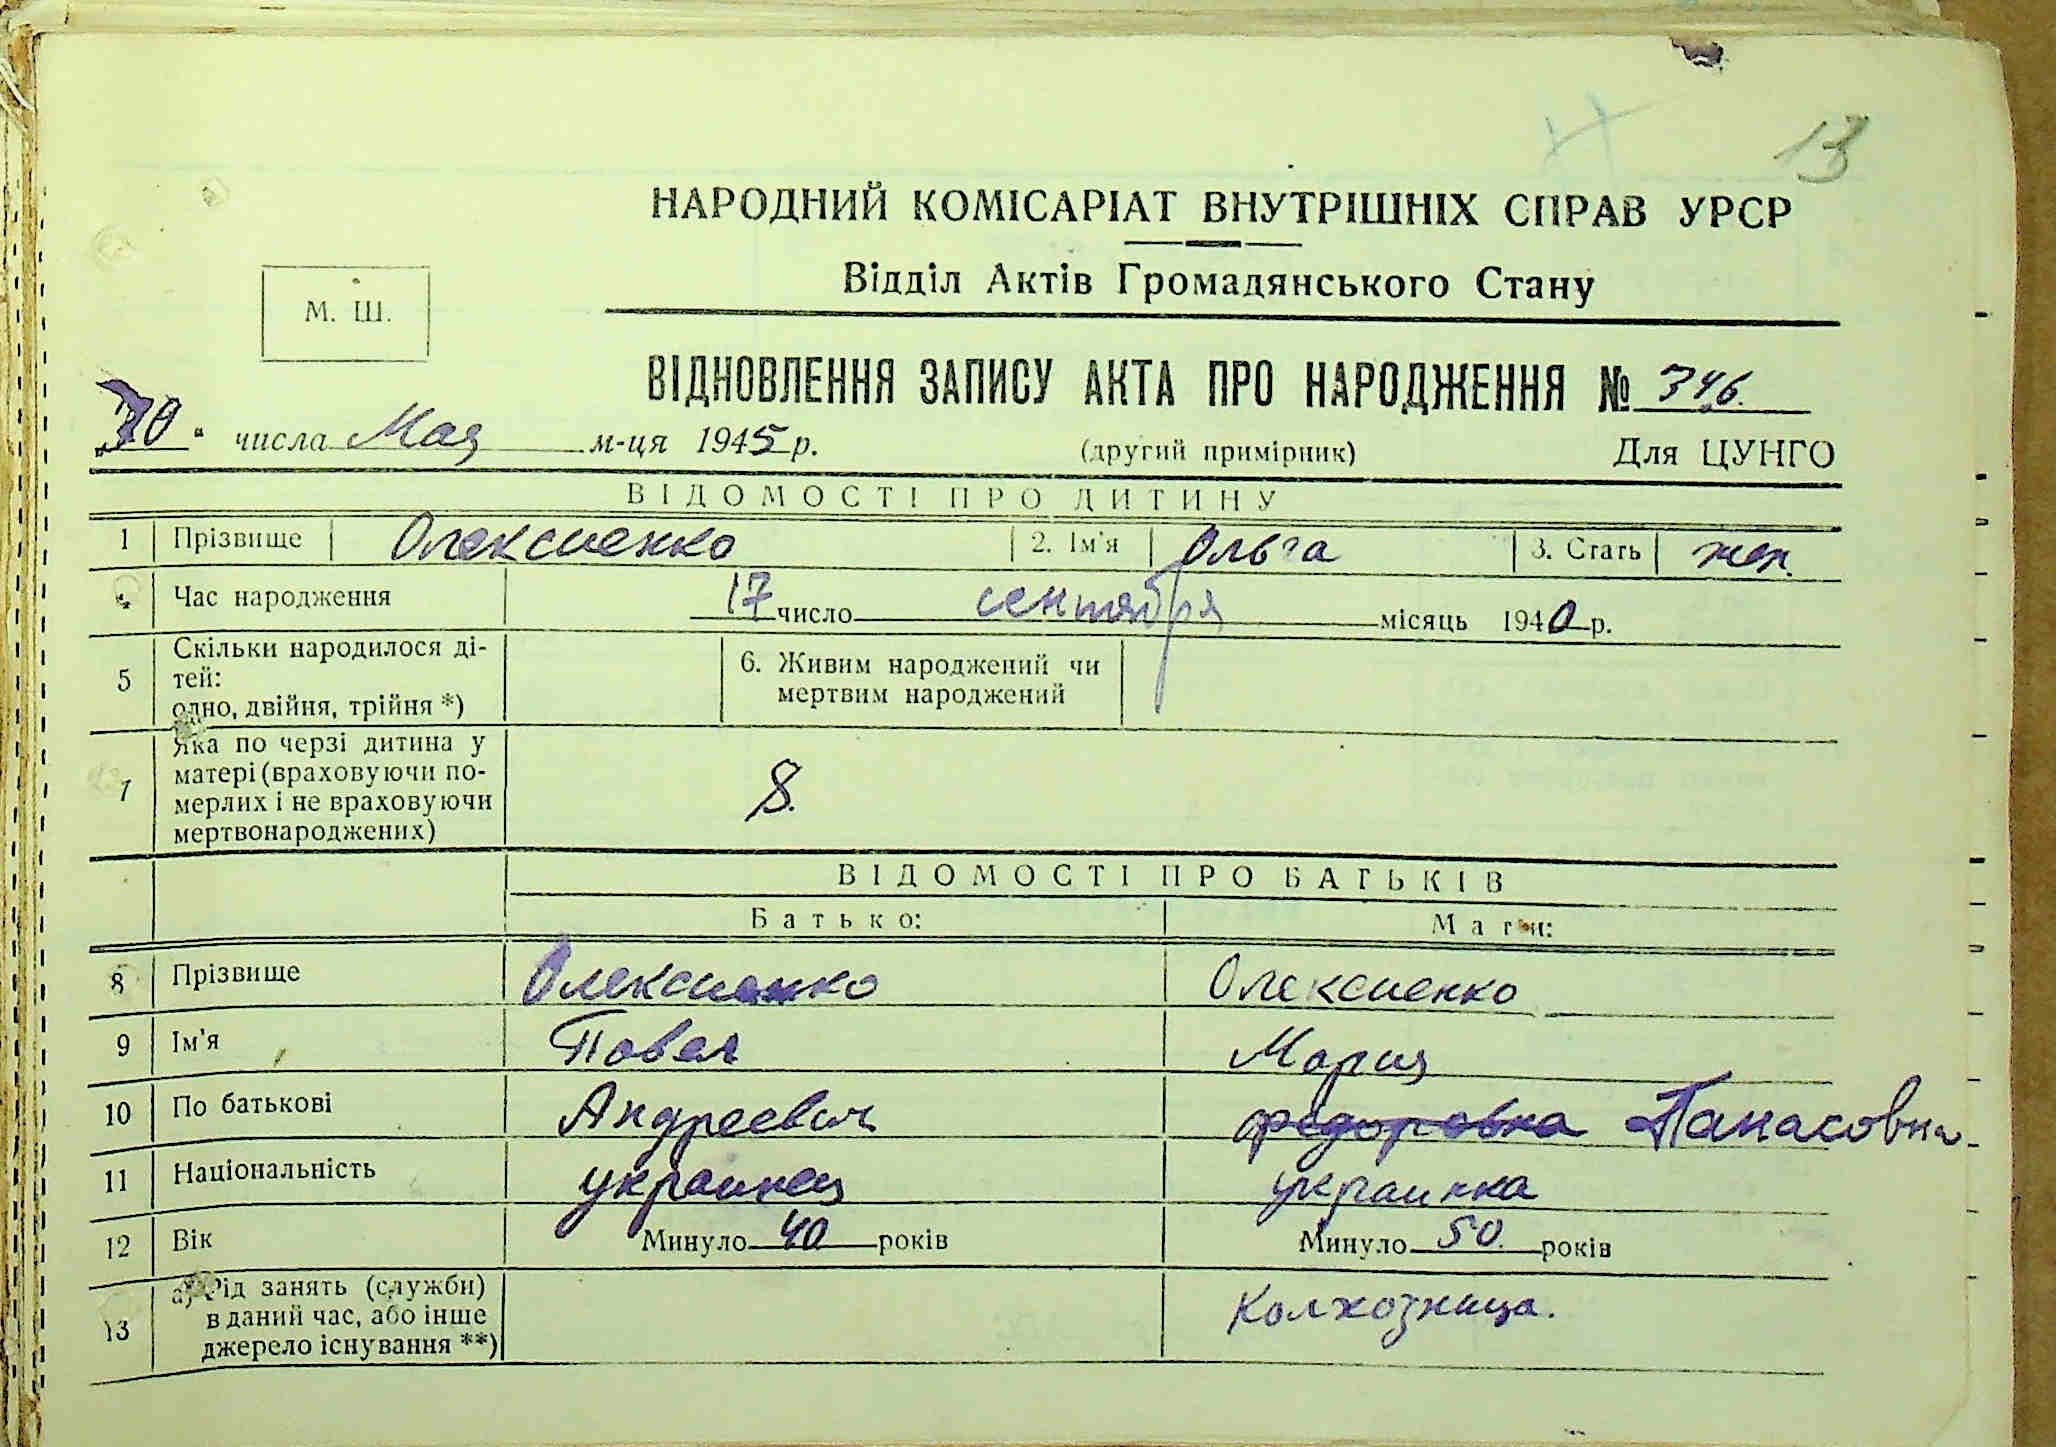 13
НАРОДНИЙ КОМІСАРІАТ ВНУТРІШНІХ СПРАВ УРСР
Відділ Актів Громадянського Стану
М. Ш.
ВІДНОВЛЕННЯ ЗАПИСУ АКТА ПРО НАРОДЖЕННЯ № 346.
„30“ числа Мая м-ця 1945 р. (другий примірник) Для ЦУНГО
ВІДОМОСТІ ПРО ДИТИНУ
1 Прізвище Олексиенко 2. Ім'я Ольга 3. Стать жен.
Час народження 17 число сентября місяць 1940 р.
5 Скільки народилося ді-
тей:
одно, двійня, трійня *)
6. Живим народжений чи
мертвим народжений
7 Яка по черзі дитина у
матері (враховуючи по-
мерлих і не враховуючи
мертвонароджених)
8.
ВІДОМОСТІ ПРО БАТЬКІВ
Батько: Мати:
8 Прізвище Олексиенко Олексиенко
9 Ім'я Павел Мария
10 По батькові Андреевич Федоровна Панасовна
11 Національність украинец украинка
12 Вік Минуло 40 років Минуло 50. років
13 а) Рід занять (служби)
в даний час, або інше
джерело існування **)
Колхозница.